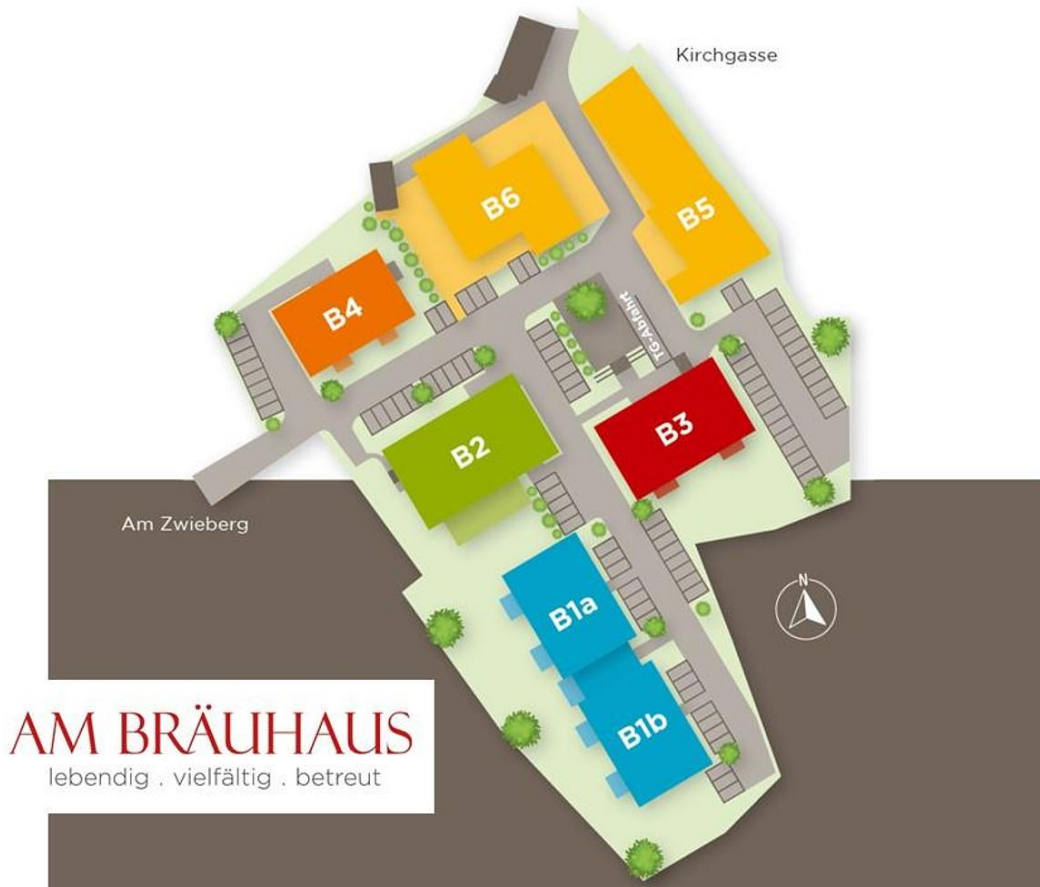 Kirchgasse
B6
B5
B4
TG-Abfahrt
B3
B2
Am Zwieberg
B1a
N
B1b
AM BRÄUHAUS
lebendig . vielfältig . betreut